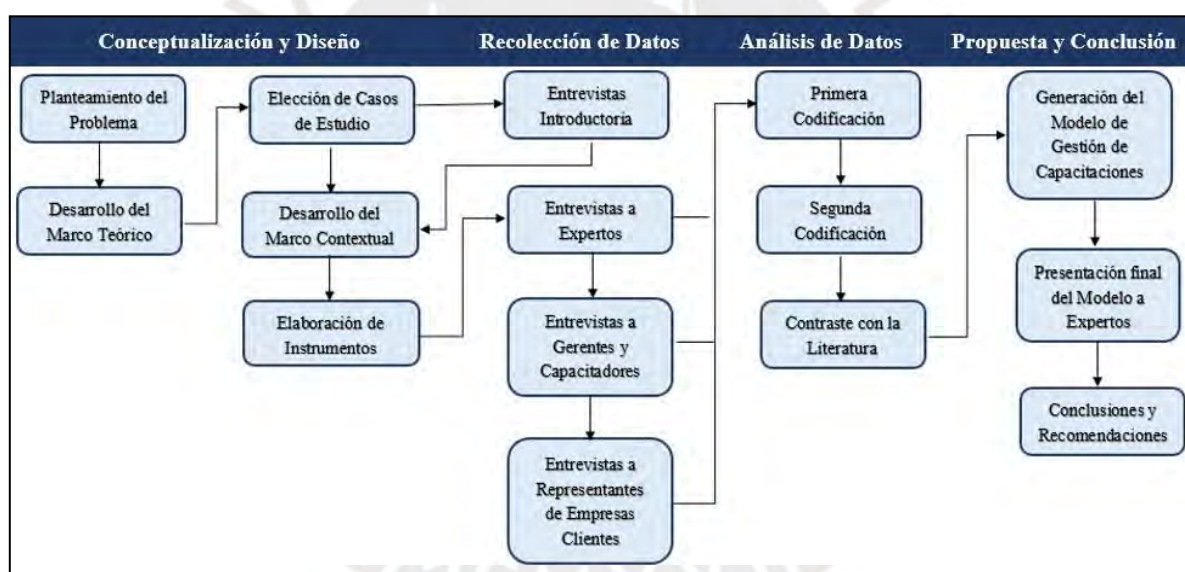 Conceptualización y Diseño
Recolección de Datos
Análisis de Datos
Propuesta y Conclusión
Planteamiento del
Problema
Desarrollo del
Marco Teórico
Elección de Casos
de Estudio
Desarrollo del
Marco Contextual
Elaboración de
Instrumentos
Entrevistas
Introductoria
Entrevistas a
Expertos
Entrevistas a
Gerentes y
Capacitadores
Entrevistas a
Representantes
de Empresas
Clientes
Primera
Codificación
Segunda
Codificación
Contraste con la
Literatura
Generación del
Modelo de
Gestión de
Capacitaciones
Presentación final
del Modelo a
Expertos
Conclusiones y
Recomendaciones